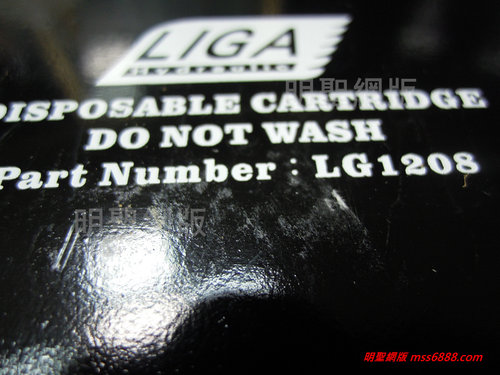 LIGA
Hydraulic
明聖網版
DISPOSABLE CARTRIDGE
DO NOT WASH
Part Number : LG1208
明聖網版
明聖網版 mss6888.com